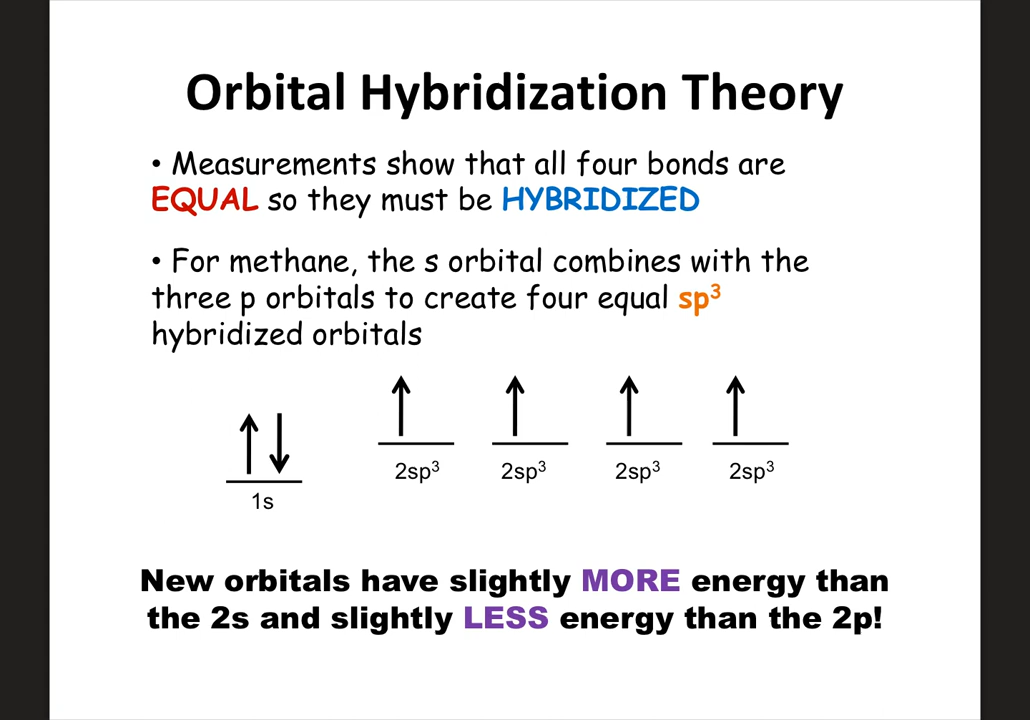 Orbital Hybridization Theory
• Measurements show that all four bonds are
EQUAL so they must be HYBRIDIZED
• For methane, the s orbital combines with the
three p orbitals to create four equal sp³
hybridized orbitals
2sp³ 2sp³ 2sp³ 2sp³
1s
New orbitals have slightly MORE energy than
the 2s and slightly LESS energy than the 2p!